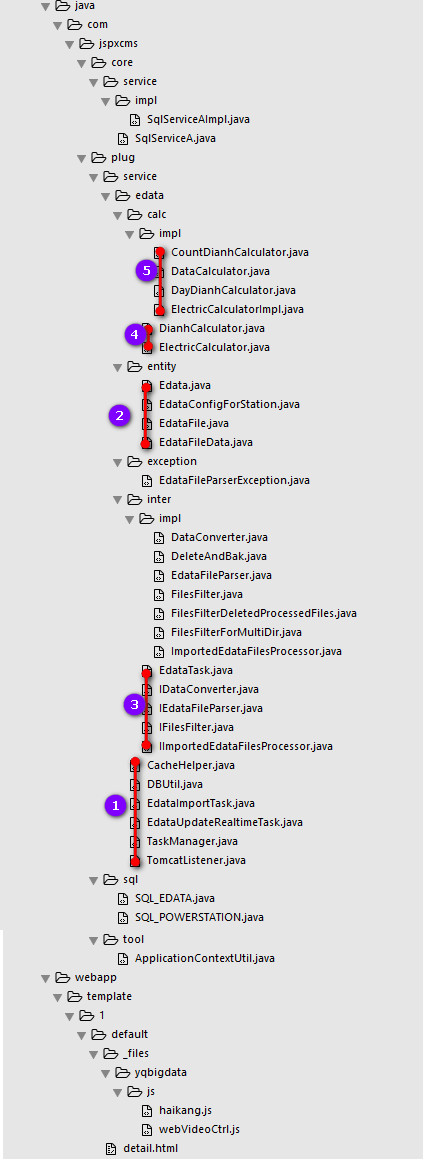 java
com
jspxcms
core
service
impl
SqlServiceAImpl.java
SqlServiceA.java
plug
service
edata
calc
impl
CountDianhCalculator.java
5 DataCalculator.java
DayDianhCalculator.java
ElectricCalculatorImpl.java
4 DianhCalculator.java
ElectricCalculator.java
entity
Edata.java
EdataConfigForStation.java
2 EdataFile.java
EdataFileData.java
exception
EdataFileParserException.java
inter
impl
DataConverter.java
DeleteAndBak.java
EdataFileParser.java
FilesFilter.java
FilesFilterDeletedProcessedFiles.java
FilesFilterForMultiDir.java
ImportedEdataFilesProcessor.java
EdataTask.java
IDataConverter.java
3 IEdataFileParser.java
IFilesFilter.java
IImportedEdataFilesProcessor.java
CacheHelper.java
DBUtil.java
1 EdataImportTask.java
EdataUpdateRealtimeTask.java
TaskManager.java
TomcatListener.java
sql
SQL_EDATA.java
SQL_POWERSTATION.java
tool
ApplicationContextUtil.java
webapp
template
1
default
_files
yqbigdata
js
haikang.js
webVideoCtrl.js
detail.html